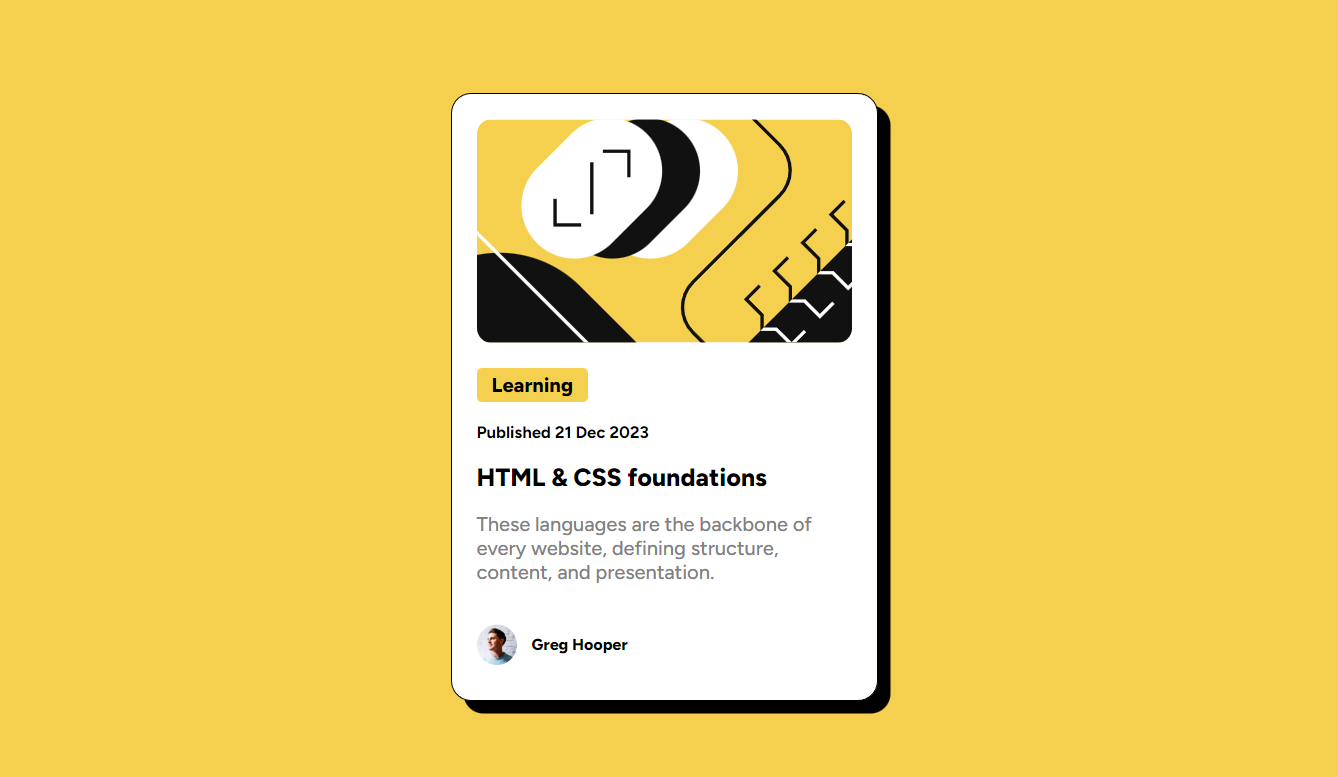 Learning
Published 21 Dec 2023
HTML & CSS foundations
These languages are the backbone of
every website, defining structure,
content, and presentation.
Greg Hooper